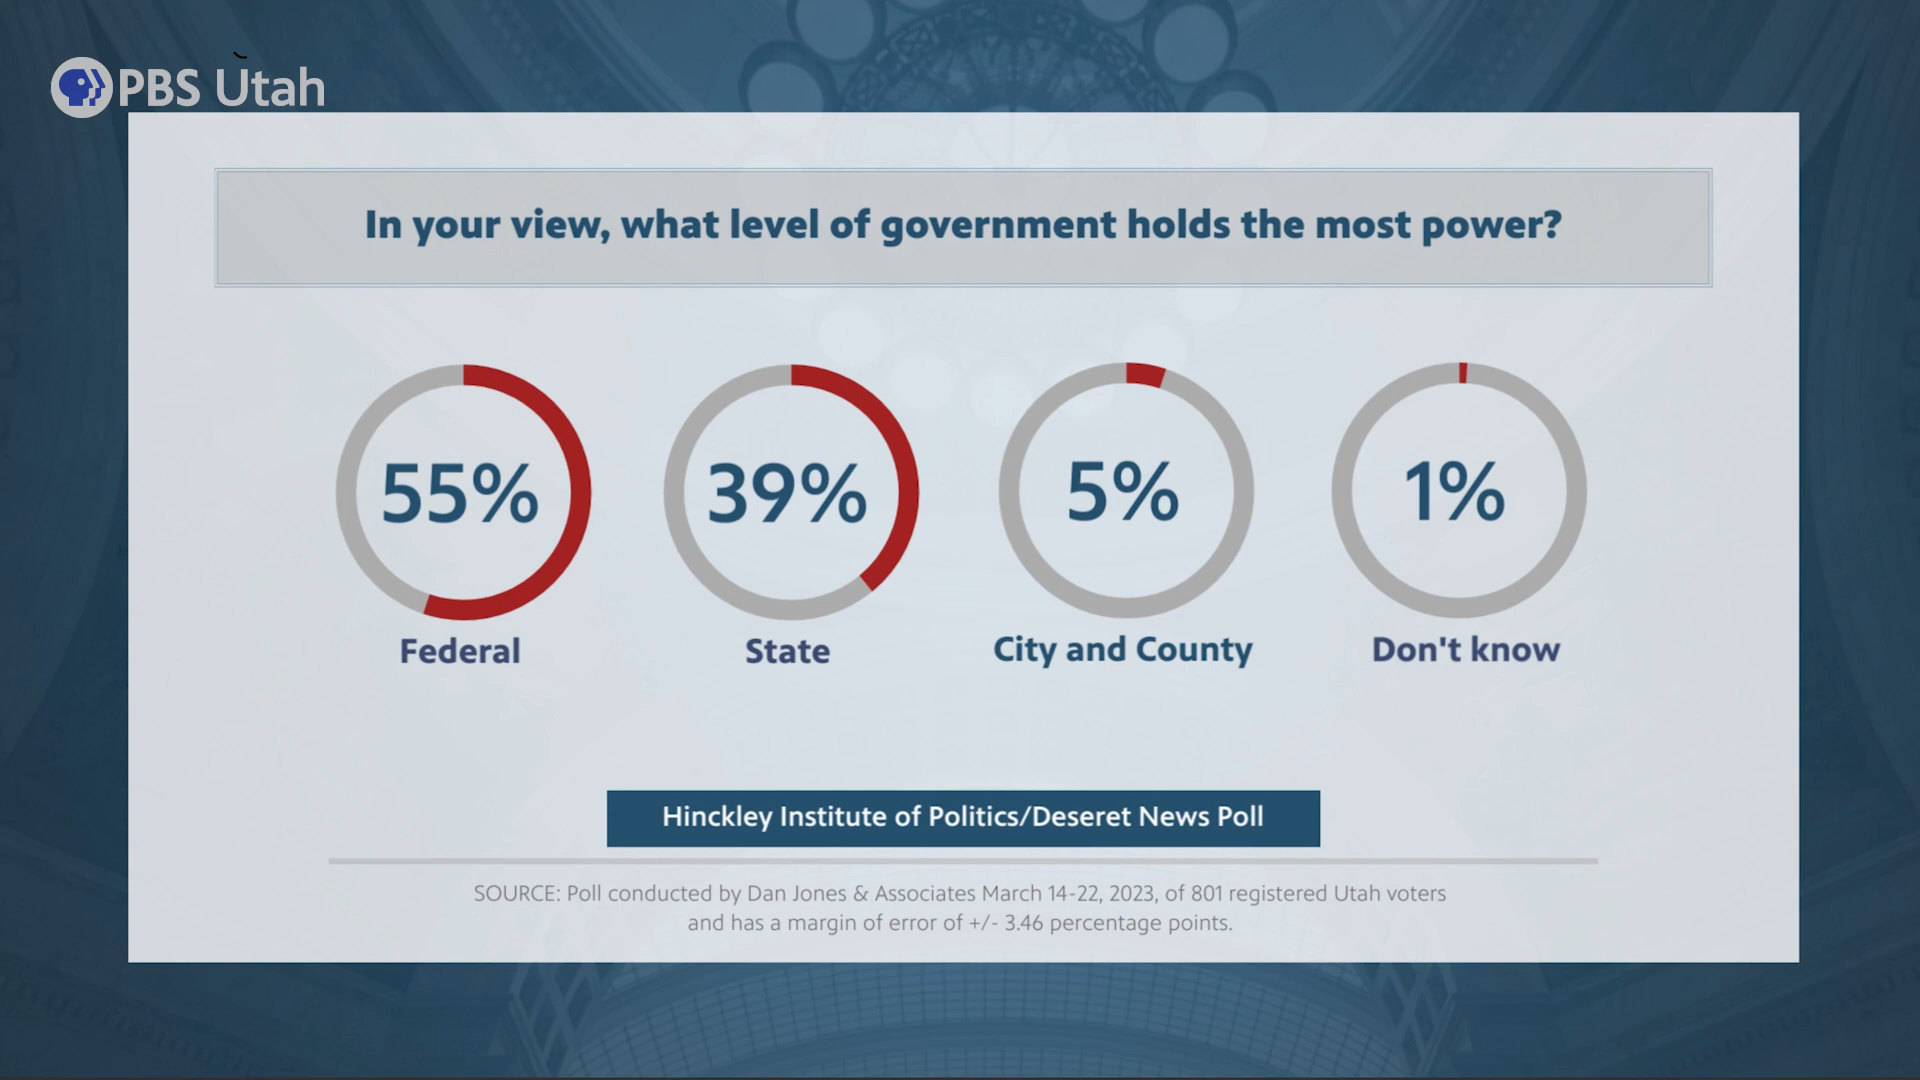 PBS Utah
In your view, what level of government holds the most power?
55%
39%
5%
1%
Federal
State
City and County
Don't know
Hinckley Institute of Politics/Deseret News Poll
SOURCE: Poll conducted by Dan Jones & Associates March 14-22, 2023, of 801 registered Utah voters
and has a margin of error of +/- 3.46 percentage points.